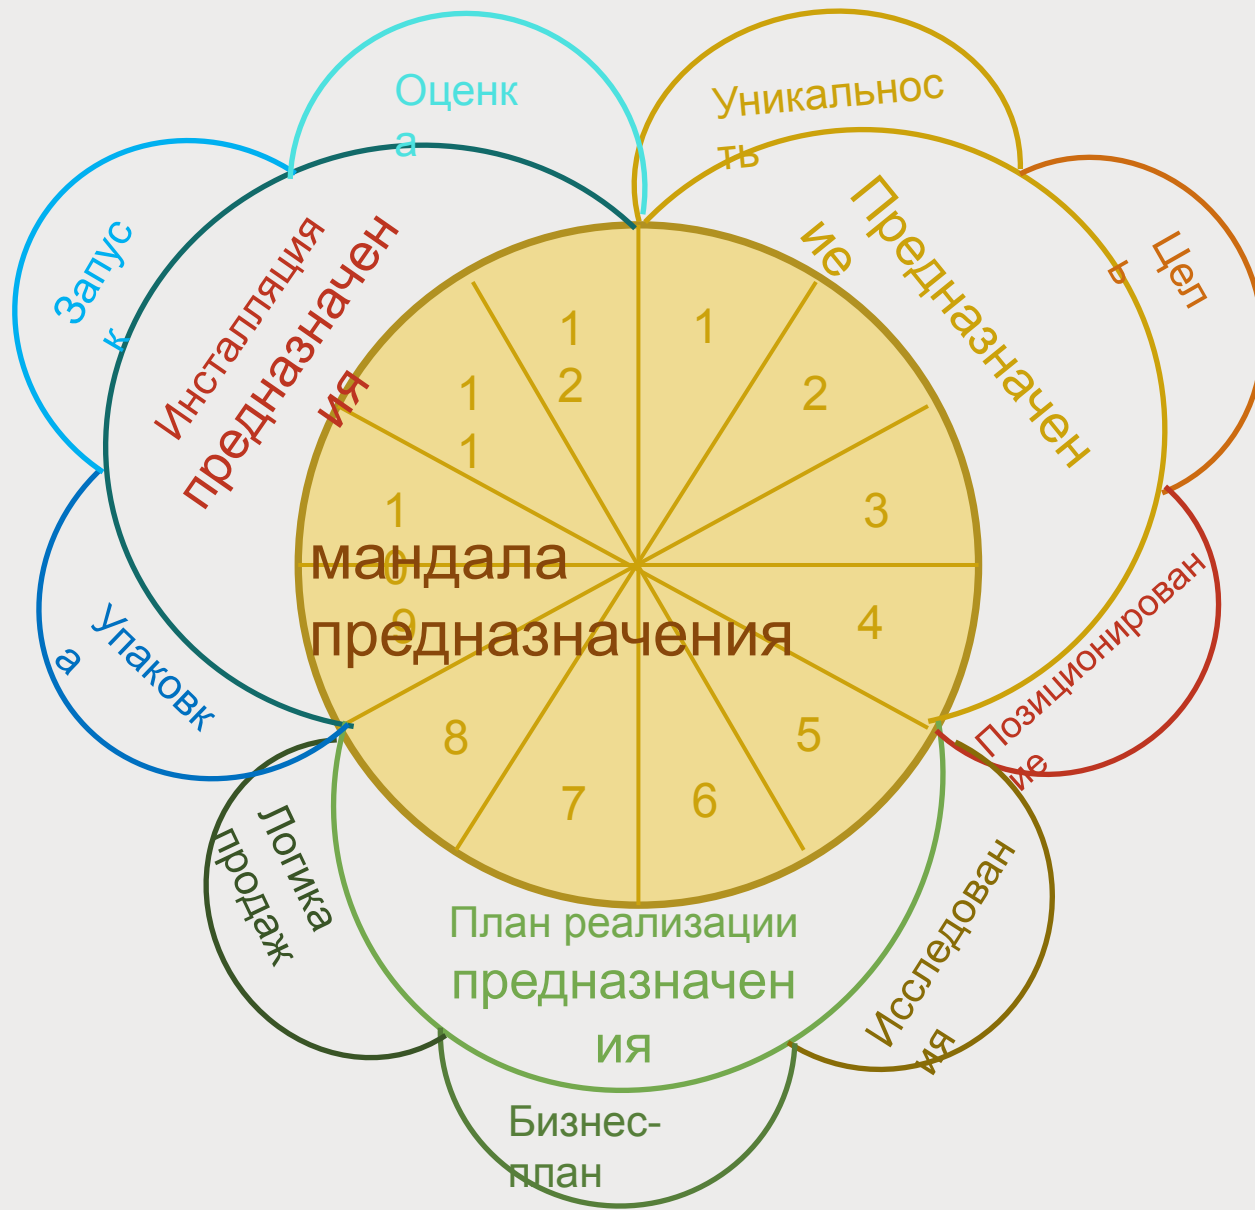 Оценк
а
Уникальнос
ть
Запус
к
Инсталляция
предназначен
ия
Предназначен
ие
Цел
ь
1
2
1
2
1
1
3
1
0
мандала
предназначения
9
4
Упаковк
а
Позиционирован
ие
8
5
7
6
Логика
продаж
План реализации
предназначен
ия
Исследован
ия
Бизнес-
план